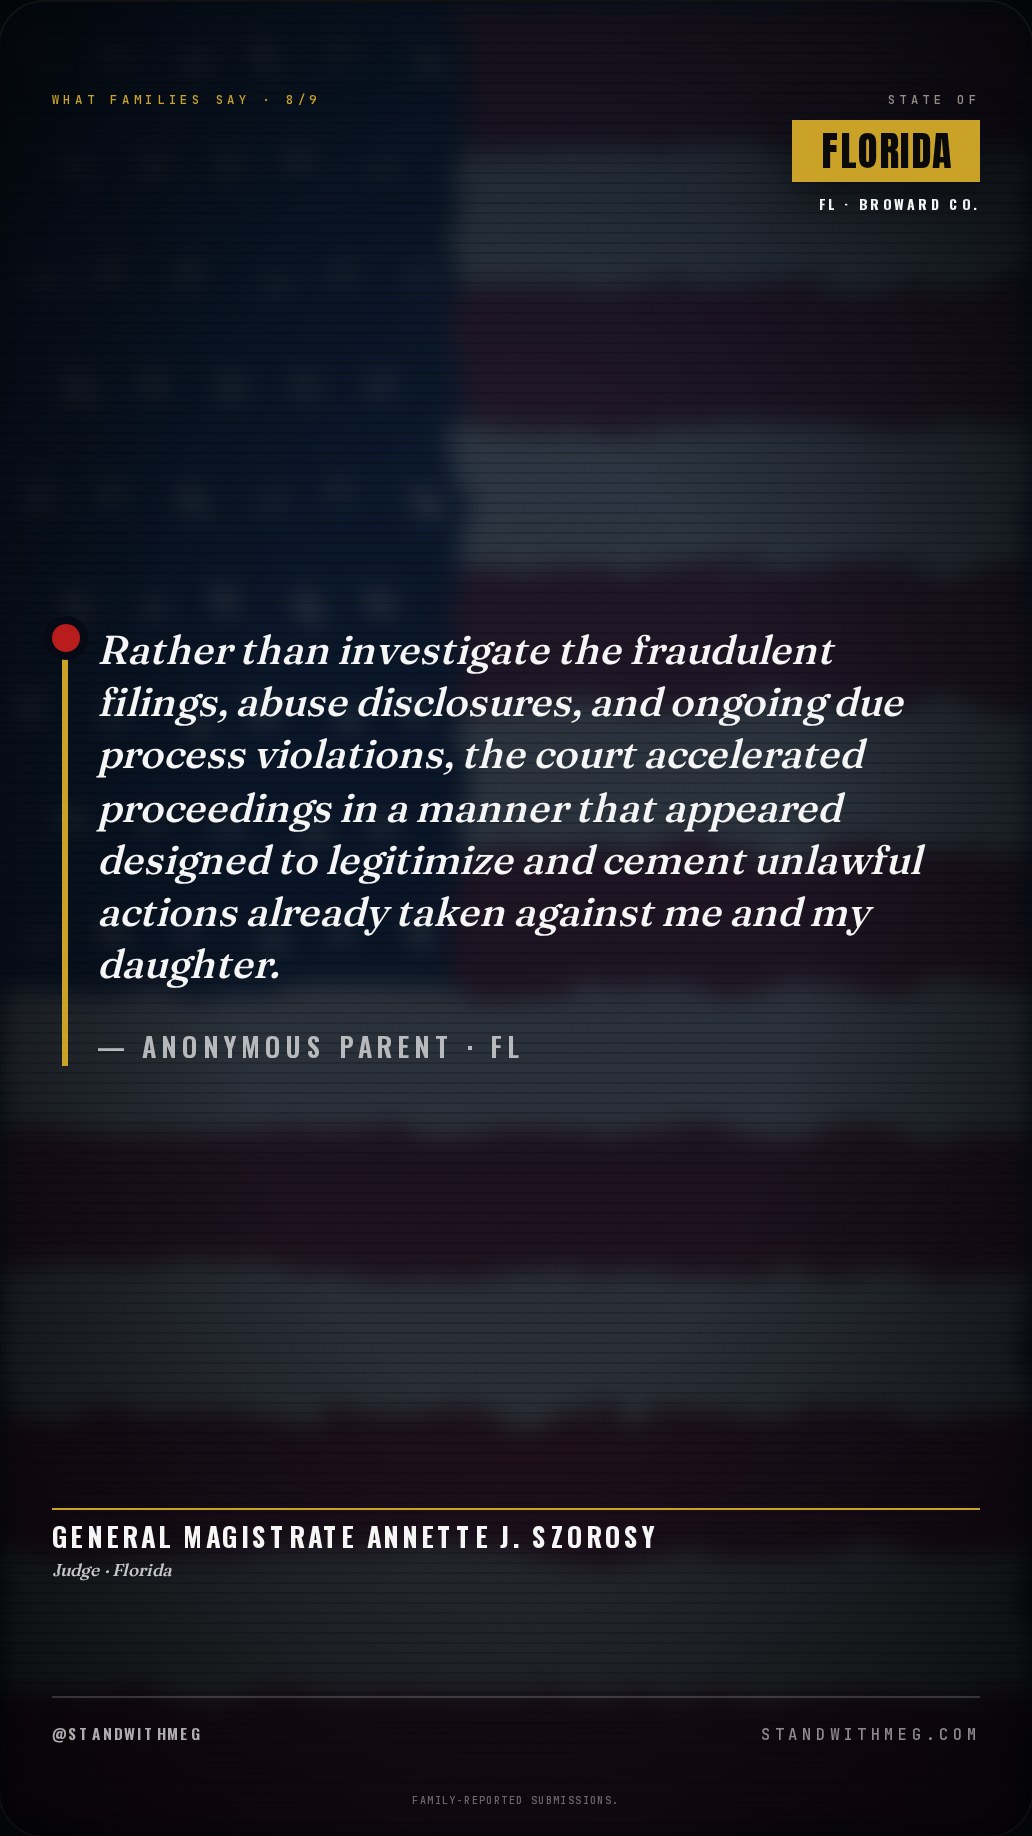 WHAT FAMILIES SAY · 8/9
STATE OF
FLORIDA
FL · BROWARD CO.
Rather than investigate the fraudulent
filings, abuse disclosures, and ongoing due
process violations, the court accelerated
proceedings in a manner that appeared
designed to legitimize and cement unlawful
actions already taken against me and my
daughter.
— ANONYMOUS PARENT · FL
GENERAL MAGISTRATE ANNETTE J. SZOROSY
Judge · Florida
@STANDWITHMEG
STANDWITHMEG.COM
FAMILY-REPORTED SUBMISSIONS.